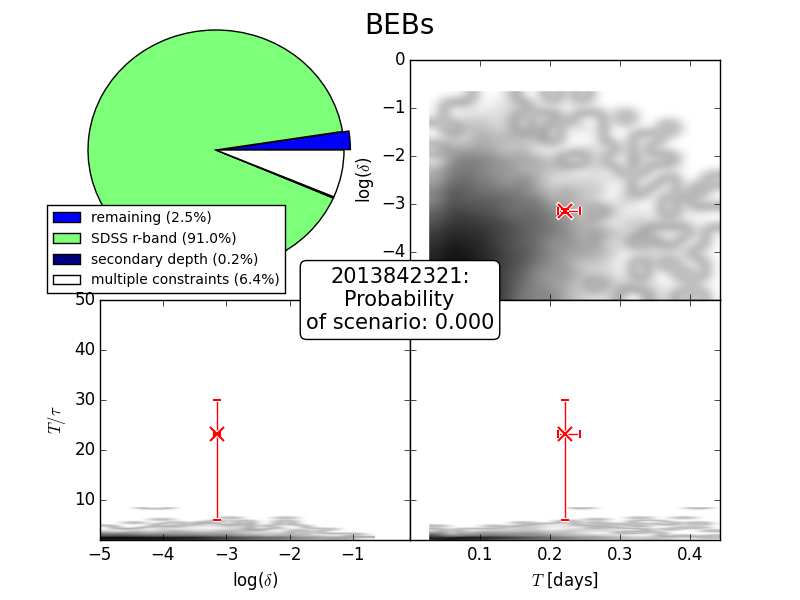 BEBs
remaining (2.5%)
SDSS r-band (91.0%)
secondary depth (0.2%)
multiple constraints (6.4%)
0
−1
−2
−3
−4
log(δ)
2013842321:
Probability
of scenario: 0.000
50
40
30
20
10
T/τ
−5 −4 −3 −2 −1
log(δ)
0.1 0.2 0.3 0.4
T [days]